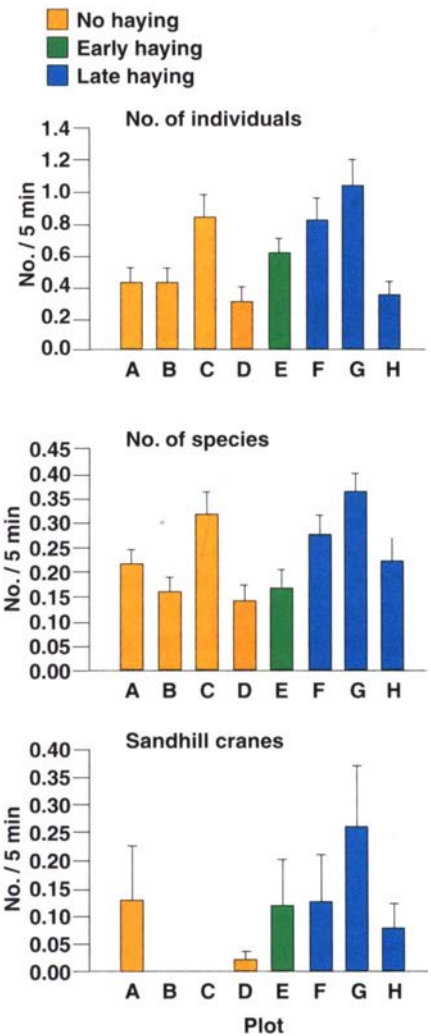 No haying
Early haying
Late haying
No. of individuals
No. / 5 min
1.4
1.2
1.0
0.8
0.6
0.4
0.2
0.0
A B C D E F G H
No. of species
No. / 5 min
0.45
0.40
0.35
0.30
0.25
0.20
0.15
0.10
0.05
0.00
A B C D E F G H
Sandhill cranes
No. / 5 min
0.40
0.35
0.30
0.25
0.20
0.15
0.10
0.05
0.00
A B C D E F G H
Plot